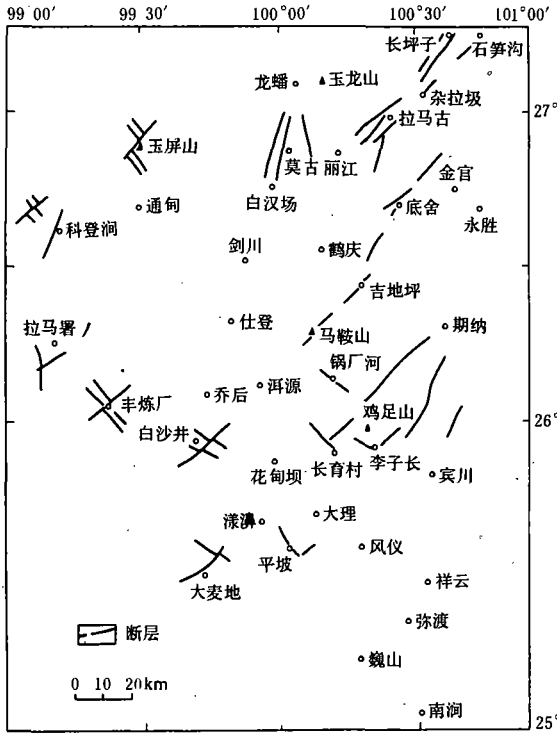 99°00′ 99°30′ 100°00′ 100°50′ 101°00′
长坪子
石笋沟
龙蟠
玉龙山
杂拉圾
27°
拉马古
玉屏山
莫古
丽江
金官
白汉场
通甸
底舍
永胜
科登涧
剑川
鹤庆
吉地坪
拉马署
仕登
马鞍山
期纳
锅厂河
洱源
乔后
丰炼厂
鸡足山
26°
白沙井
花甸坝
长育村
李子长
宾川
漾濞
大理
风仪
平坡
大麦地
祥云
弥渡
断层
巍山
0 10 20km
南涧
25°